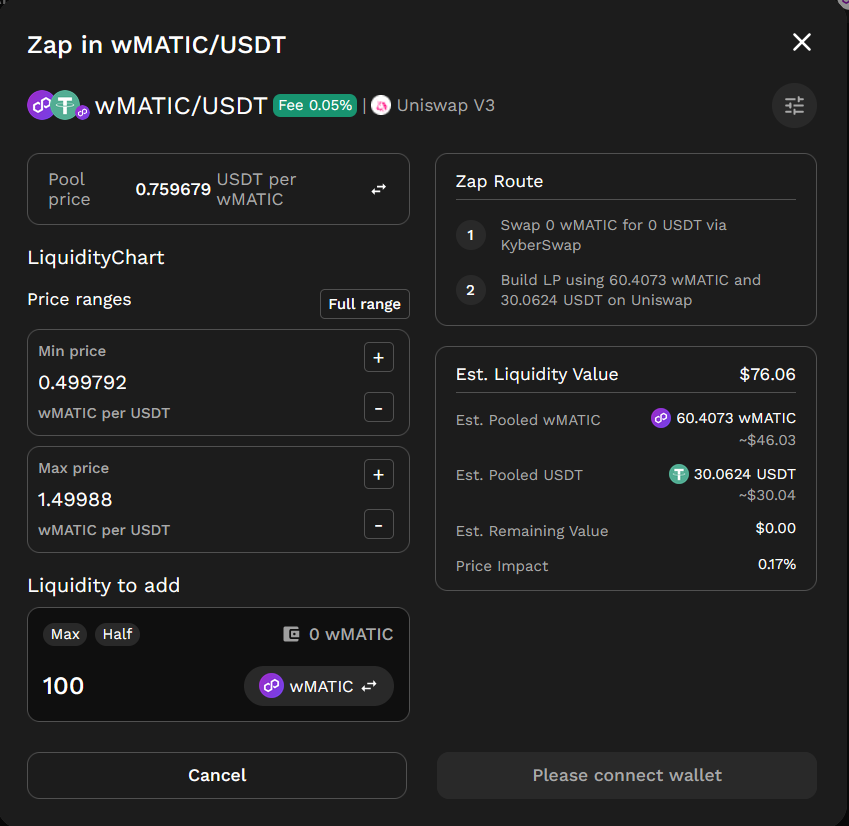 Zap in wMATIC/USDT
wMATIC/USDT Fee 0.05% | Uniswap V3
Pool price 0.759679 USDT per wMATIC
LiquidityChart
Price ranges
Full range
Min price
0.499792
wMATIC per USDT
+
-
Max price
1.49988
wMATIC per USDT
+
-
Liquidity to add
Max Half 0 wMATIC
100 wMATIC
Zap Route
1 Swap 0 wMATIC for 0 USDT via
KyberSwap
2 Build LP using 60.4073 wMATIC and
30.0624 USDT on Uniswap
Est. Liquidity Value $76.06
Est. Pooled wMATIC 60.4073 wMATIC
~$46.03
Est. Pooled USDT 30.0624 USDT
~$30.04
Est. Remaining Value $0.00
Price Impact 0.17%
Cancel
Please connect wallet